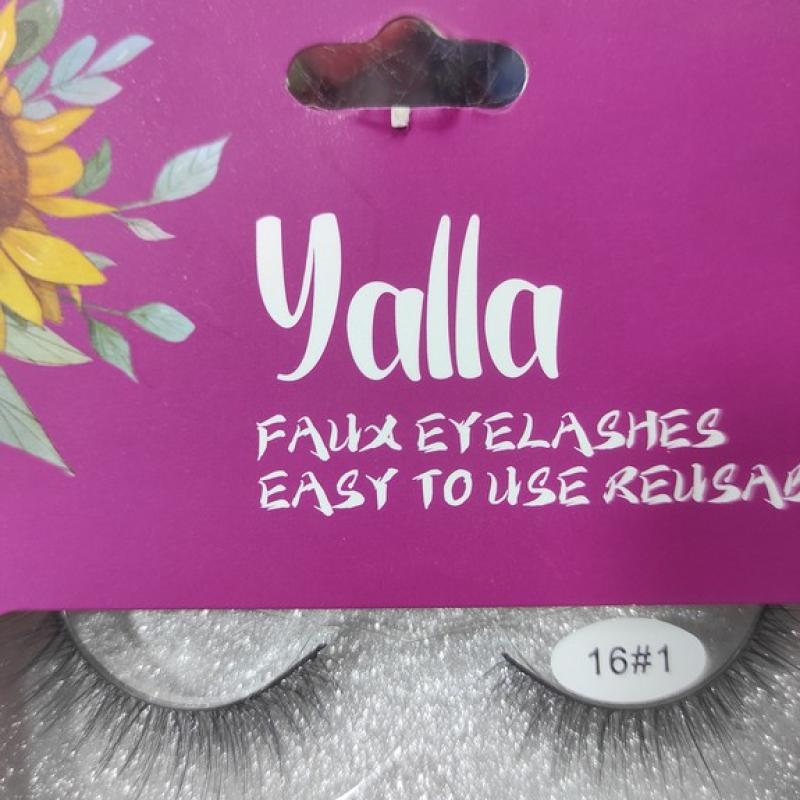 Yalla
FAUX EYELASHES
EASY TO USE
16#1